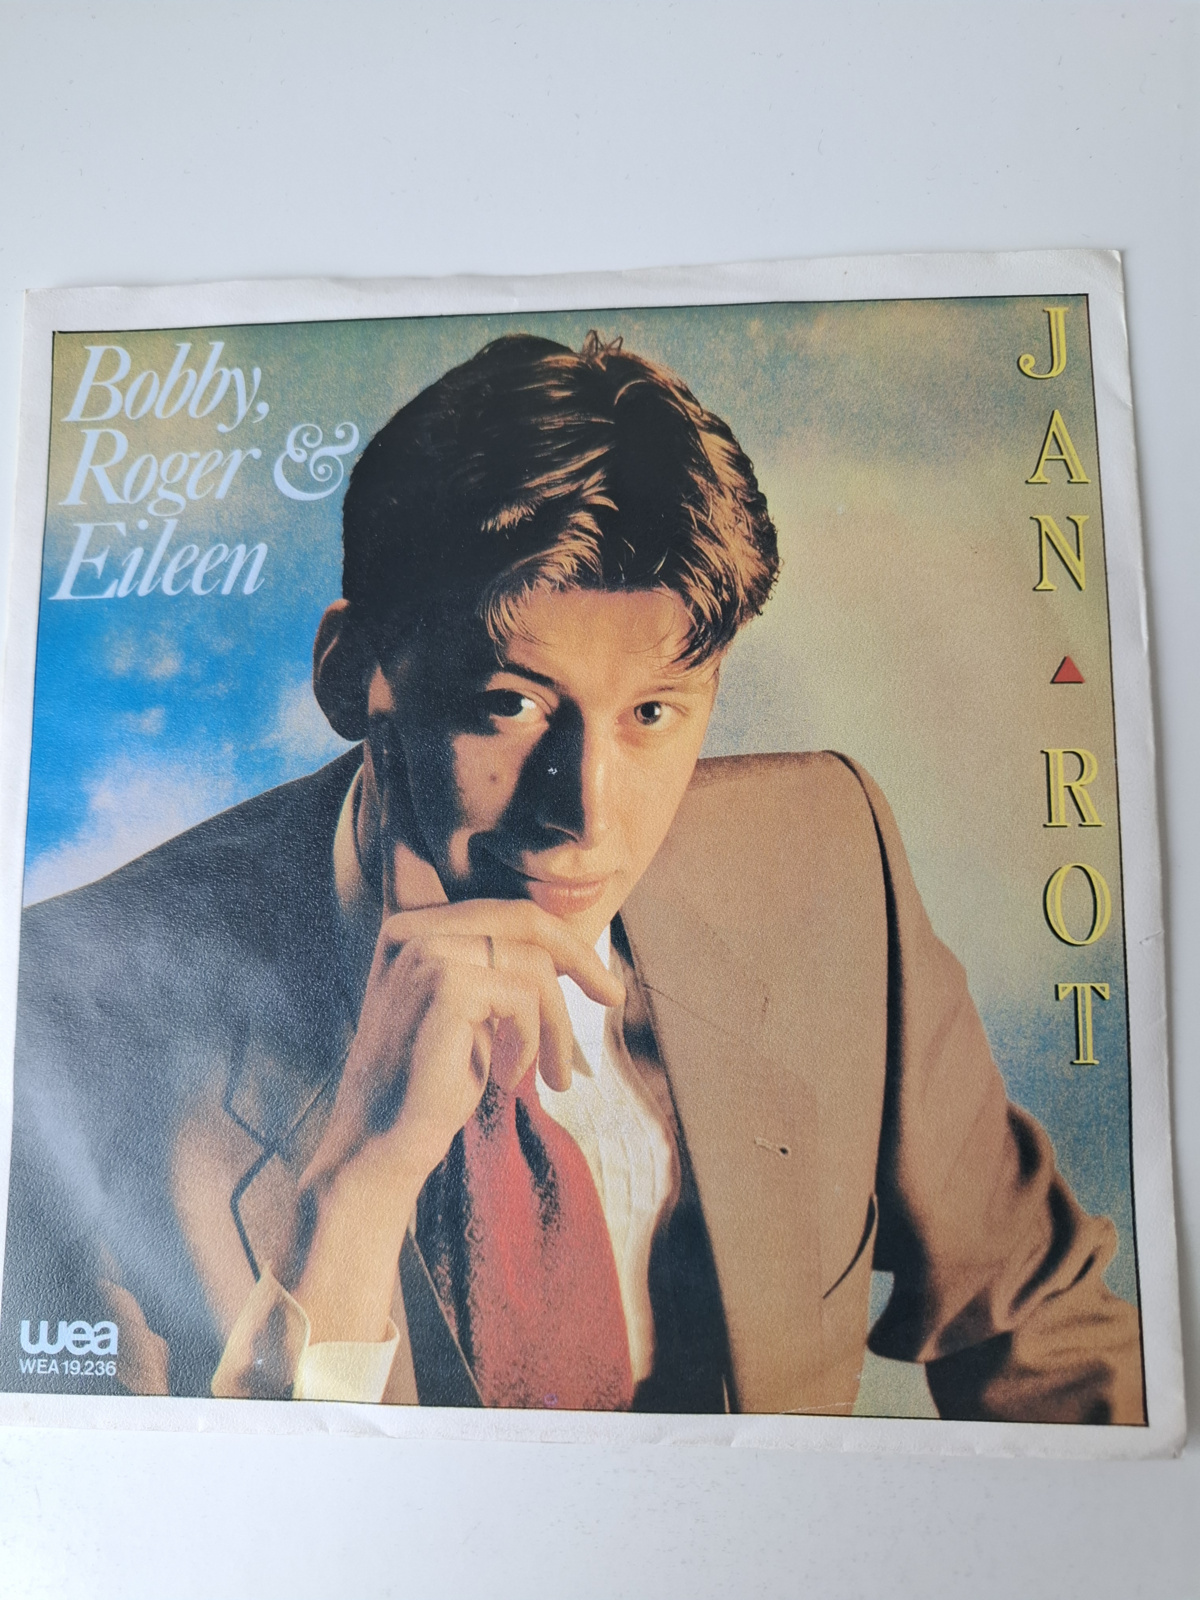 Bobby,
Roger &
Eileen
JAN ▲ ROT
wea
WEA 19.236